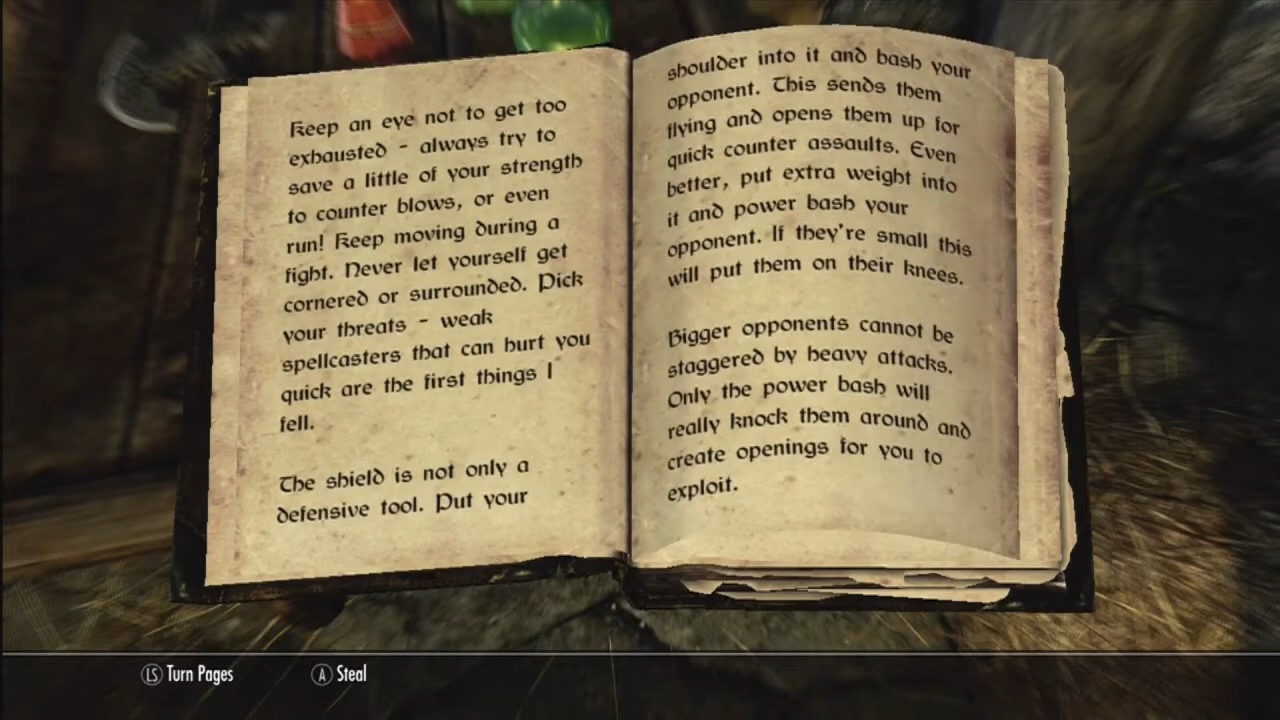 Keep an eye not to get too
exhausted - always try to
save a little of your strength
to counter blows, or even
run! Keep moving during a
fight. Never let yourself get
cornered or surrounded. Pick
your threats - weak
spellcasters that can hurt you
quick are the first things I
fell.
The shield is not only a
defensive tool. Put your
shoulder into it and bash your
opponent. This sends them
flying and opens them up for
quick counter assaults. Even
better, put extra weight into
it and power bash your
opponent. If they're small this
will put them on their knees.
Bigger opponents cannot be
staggered by heavy attacks.
Only the power bash will
really knock them around and
create openings for you to
exploit.
LS Turn Pages
A Steal